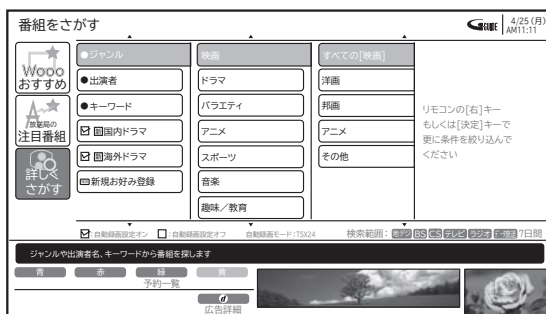 番組をさがす
GGUIDE
4/25 (月)
AM11:11
Wooo
おすすめ
放送局の
注目番組
詳しく
さがす
●ジャンル
●出演者
●キーワード
国内ドラマ
海外ドラマ
新規お好み登録
映画
ドラマ
バラエティ
アニメ
スポーツ
音楽
趣味／教育
すべての[映画]
洋画
邦画
アニメ
その他
リモコンの[右]キー
もしくは[決定]キーで
更に条件を絞り込んで
ください
:自動録画設定オン :自動録画設定オフ 自動録画モード:TSX24 検索範囲: 地デジ BS CS テレビ ラジオ データ放送 7日間
ジャンルや出演者名、キーワードから番組を探します
青 赤 緑 黄
予約一覧
d
広告詳細